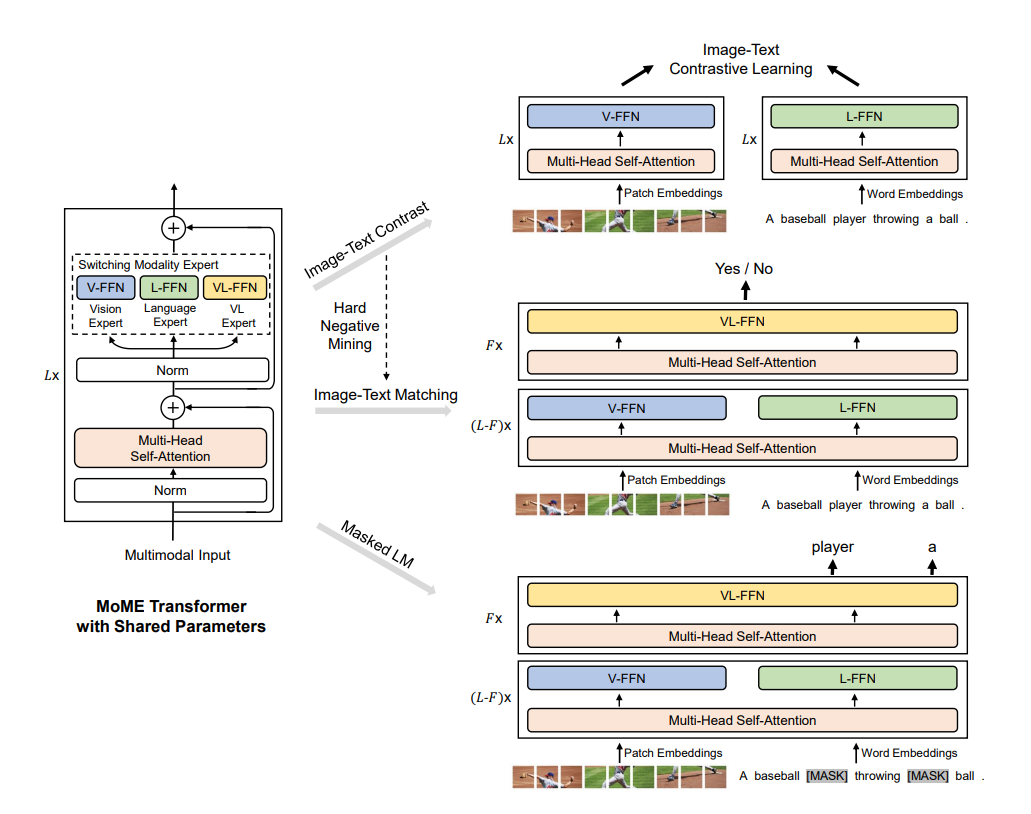 Lx
Switching Modality Expert
V-FFN L-FFN VL-FFN
Vision
Expert
Language
Expert
VL
Expert
Norm
Multi-Head
Self-Attention
Norm
Multimodal Input
MoME Transformer
with Shared Parameters
Image-Text Contrast
Hard
Negative
Mining
Image-Text Matching
Masked LM
Image-Text
Contrastive Learning
Lx
V-FFN
Multi-Head Self-Attention
Patch Embeddings
Lx
L-FFN
Multi-Head Self-Attention
Word Embeddings
A baseball player throwing a ball .
Yes / No
Fx
VL-FFN
Multi-Head Self-Attention
(L-F)x
V-FFN L-FFN
Multi-Head Self-Attention
Patch Embeddings Word Embeddings
A baseball player throwing a ball .
player a
Fx
VL-FFN
Multi-Head Self-Attention
(L-F)x
V-FFN L-FFN
Multi-Head Self-Attention
Patch Embeddings Word Embeddings
A baseball [MASK] throwing [MASK] ball .